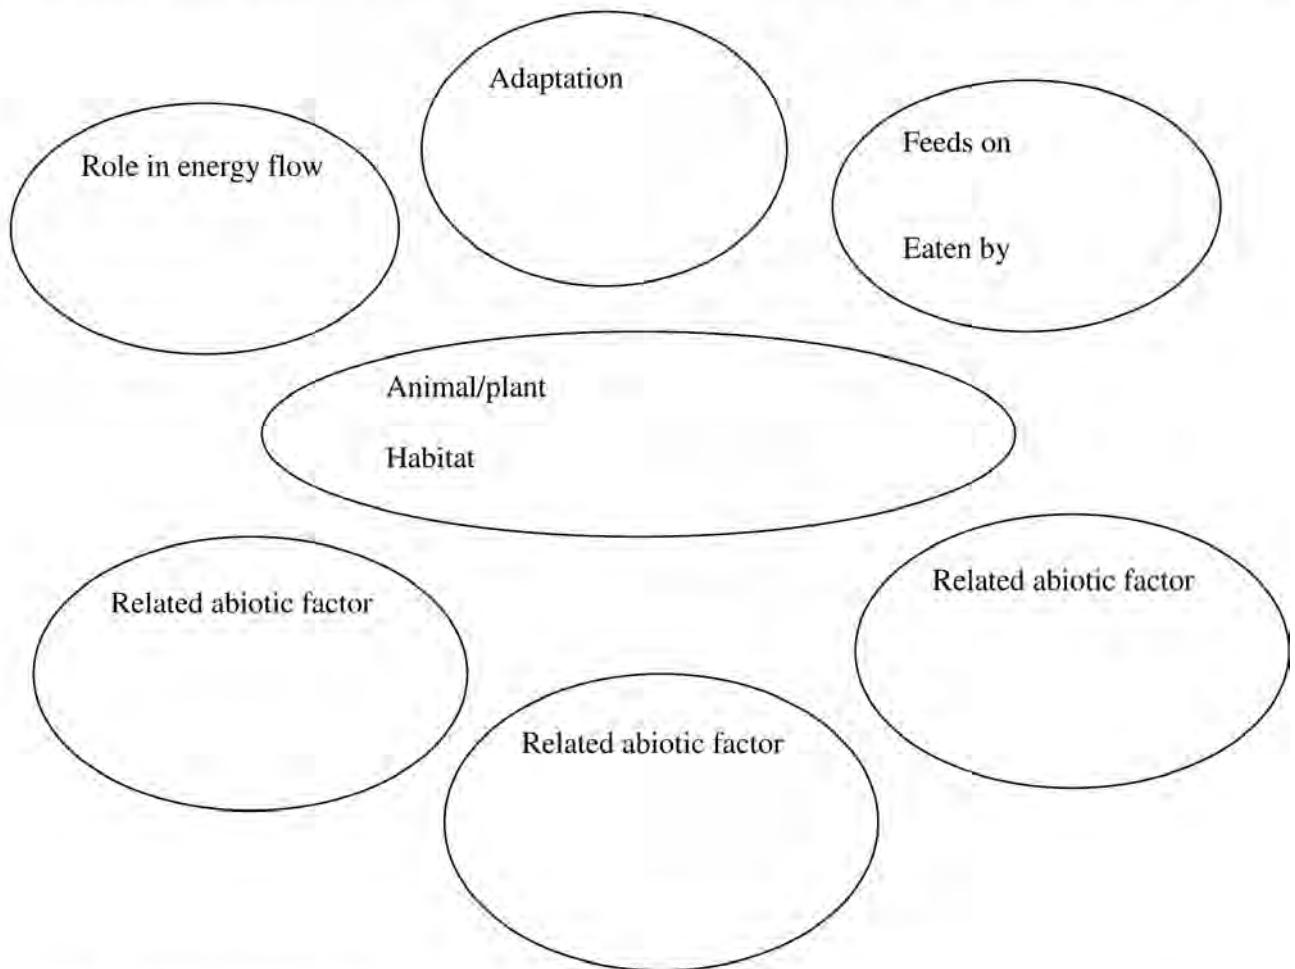 Adaptation
Role in energy flow
Feeds on
Eaten by
Animal/plant
Habitat
Related abiotic factor
Related abiotic factor
Related abiotic factor